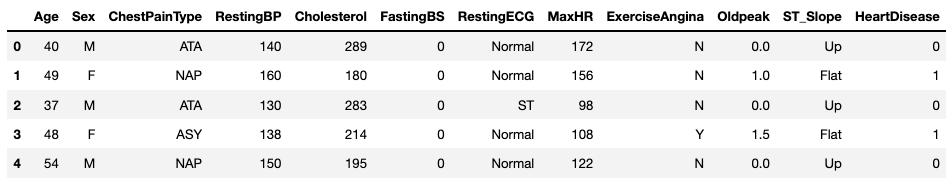 Age Sex ChestPainType RestingBP Cholesterol FastingBS RestingECG MaxHR ExerciseAngina Oldpeak ST_Slope HeartDisease
0 40 M ATA 140 289 0 Normal 172 N 0.0 Up 0
1 49 F NAP 160 180 0 Normal 156 N 1.0 Flat 1
2 37 M ATA 130 283 0 ST 98 N 0.0 Up 0
3 48 F ASY 138 214 0 Normal 108 Y 1.5 Flat 1
4 54 M NAP 150 195 0 Normal 122 N 0.0 Up 0